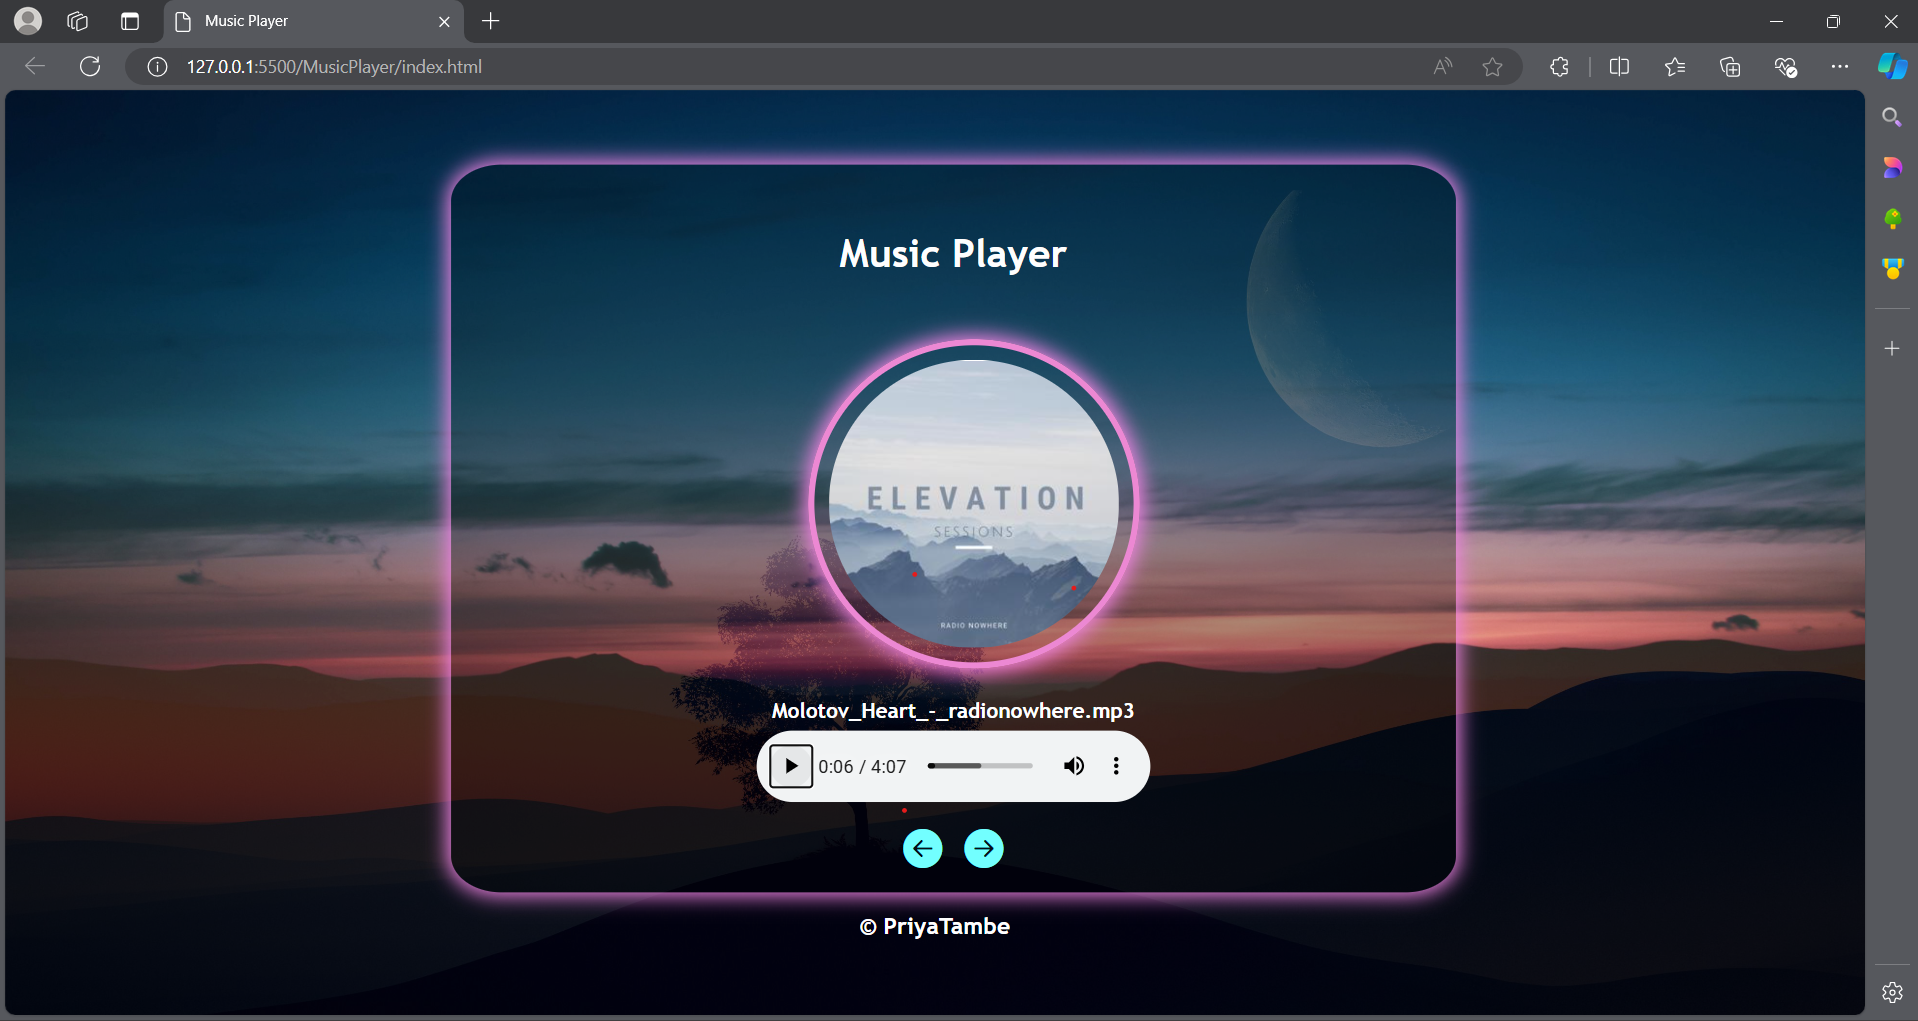 Music Player
127.0.0.1:5500/MusicPlayer/index.html
Music Player
ELEVATION
SESSIONS
RADIO NOWHERE
Molotov_Heart_-_radionowhere.mp3
0:06 / 4:07
© PriyaTambe